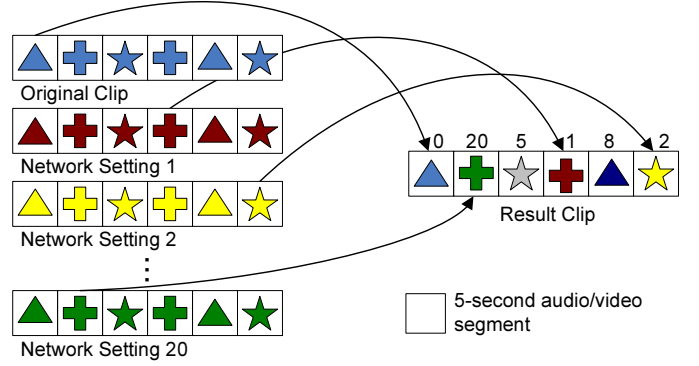 Original Clip
Network Setting 1
Network Setting 2
Network Setting 20
0 20 5 1 8 2
Result Clip
5-second audio/video
segment